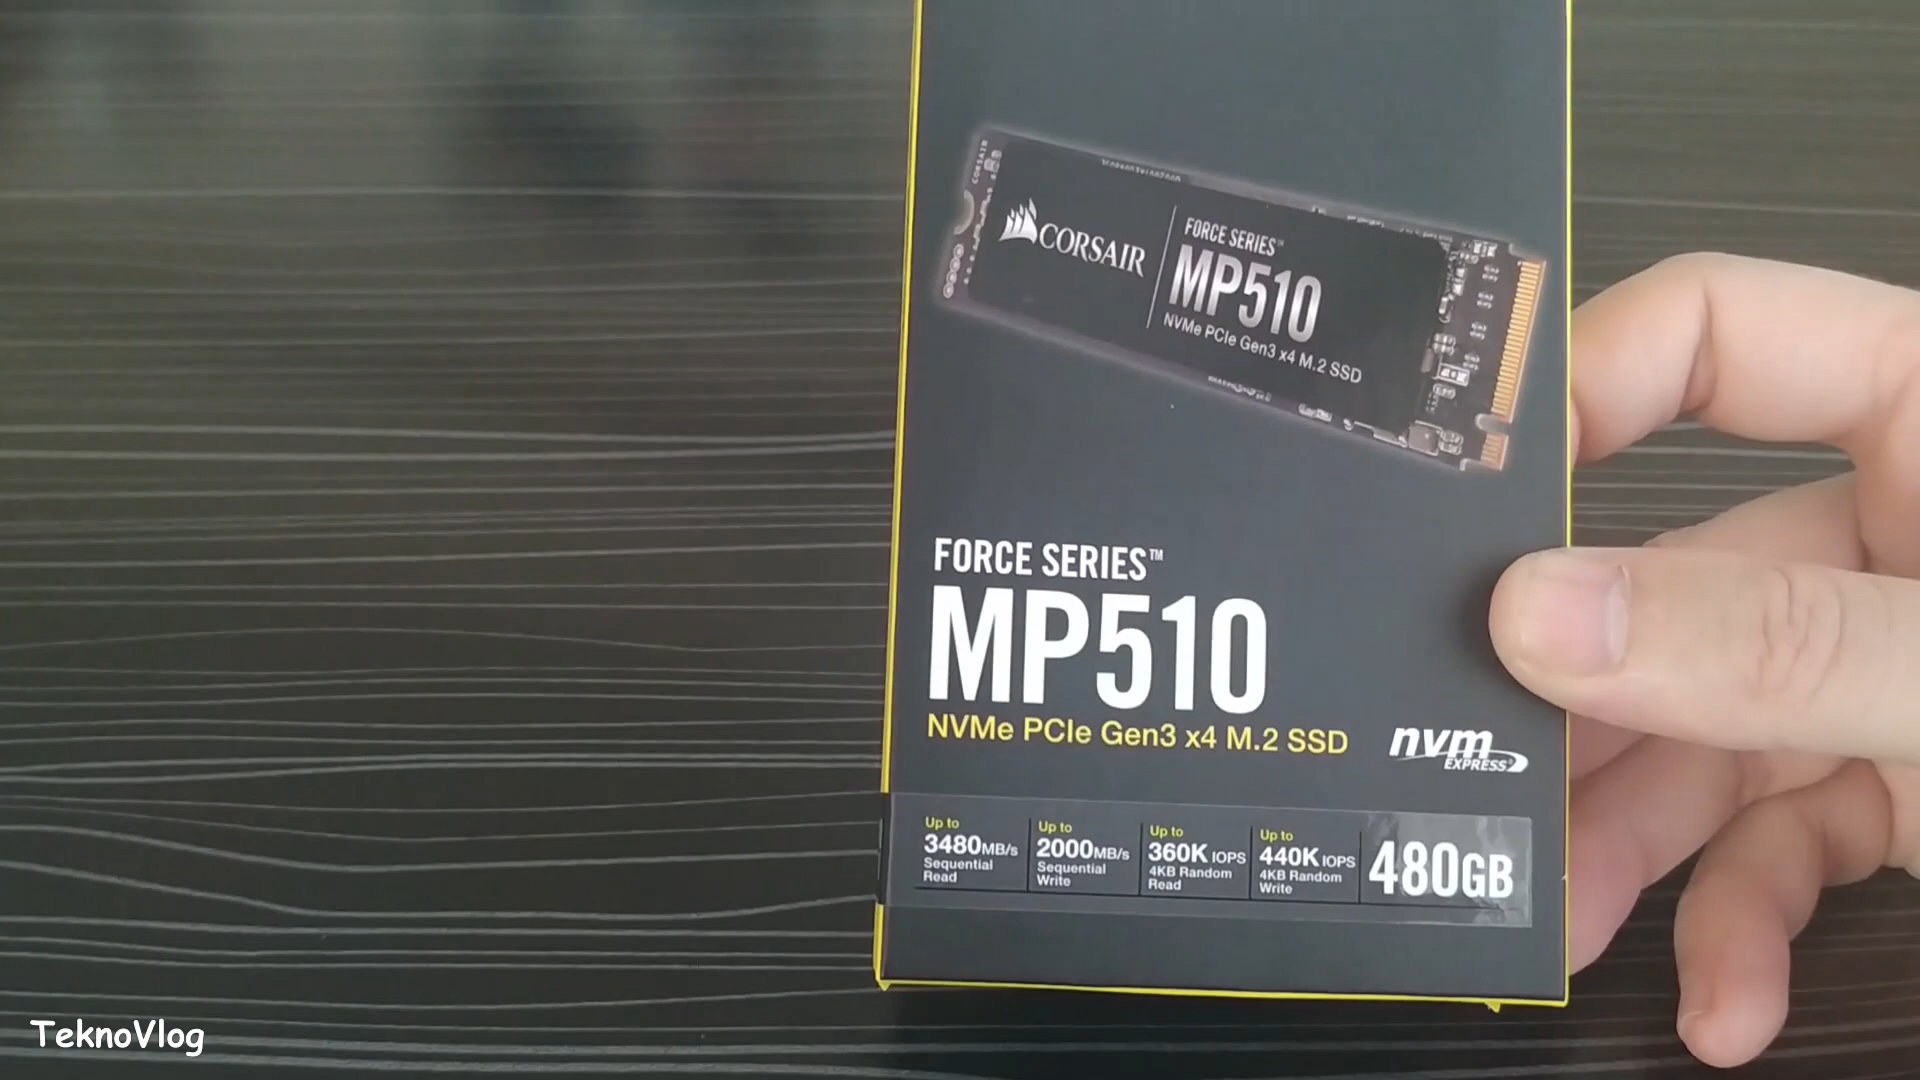 CORSAIR
CORSAIR
FORCE SERIES™
MP510
NVMe PCIe Gen3 x4 M.2 SSD
FORCE SERIES™
MP510
NVMe PCIe Gen3 x4 M.2 SSD
nvm
EXPRESS®
Up to
3480MB/s
Sequential
Read
Up to
2000MB/s
Sequential
Write
Up to
360K IOPS
4KB Random
Read
Up to
440K IOPS
4KB Random
Write
480GB
TeknoVlog